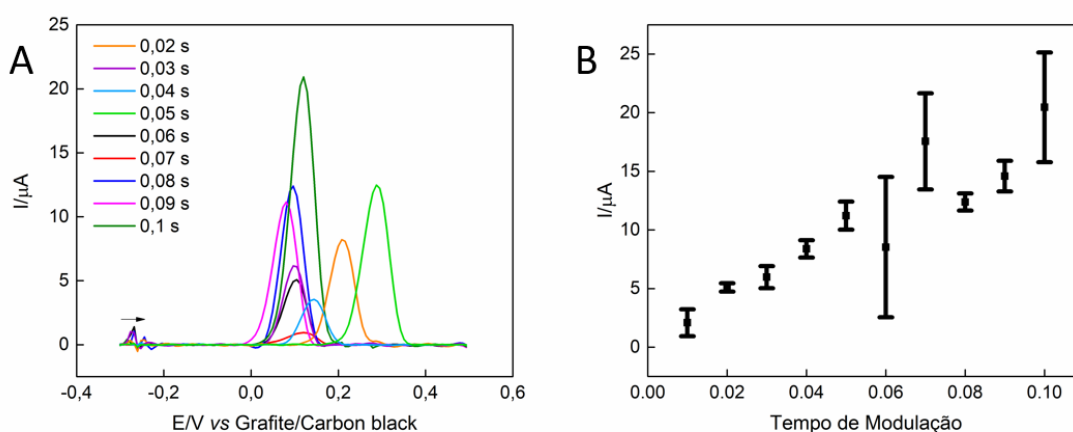 A
I/µA
25
20
15
10
5
0
0,02 s
0,03 s
0,04 s
0,05 s
0,06 s
0,07 s
0,08 s
0,09 s
0,1 s
-0,4 -0,2 0,0 0,2 0,4 0,6
E/V vs Grafite/Carbon black
B
I/µA
25
20
15
10
5
0
0.00 0.02 0.04 0.06 0.08 0.10
Tempo de Modulação